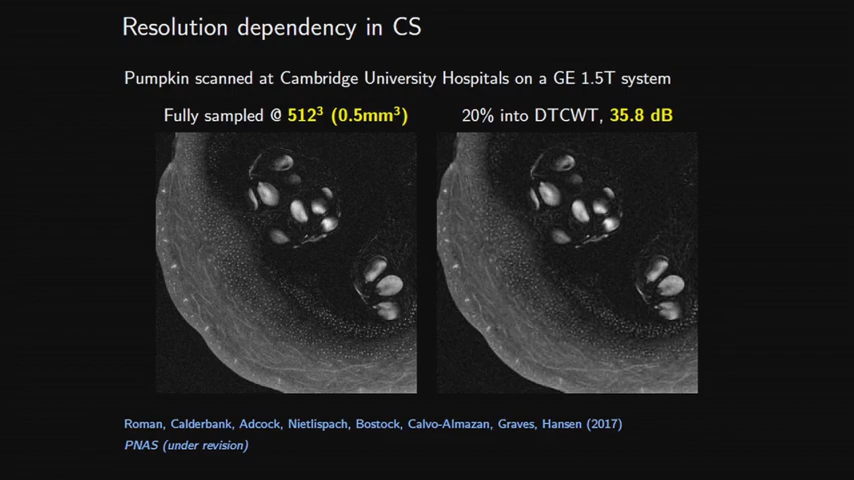 Resolution dependency in CS
Pumpkin scanned at Cambridge University Hospitals on a GE 1.5T system
Fully sampled @ 512³ (0.5mm³)
20% into DTCWT, 35.8 dB
Roman, Calderbank, Adcock, Nietlispach, Bostock, Calvo-Almazan, Graves, Hansen (2017)
PNAS (under revision)